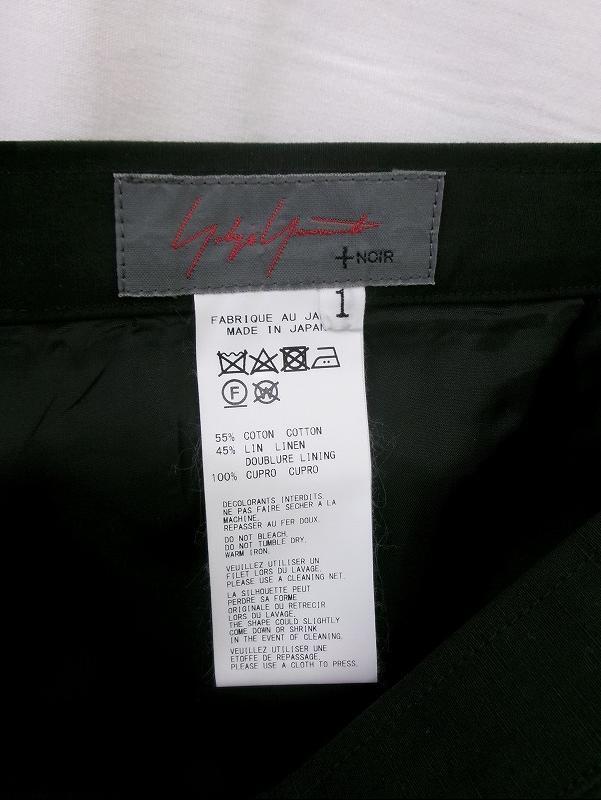 Yohji Yamamoto
+NOIR
1
FABRIQUE AU JA
MADE IN JAPAN
F W
55% COTON COTTON
45% LIN LINEN
DOUBLURE LINING
100% CUPRO CUPRO
DECOLORANTS INTERDITS.
NE PAS FAIRE SECHER A LA
MACHINE.
REPASSER AU FER DOUX.
DO NOT BLEACH.
DO NOT TUMBLE DRY.
WARM IRON.
VEUILLEZ UTILISER UN
FILET LORS DU LAVAGE.
PLEASE USE A CLEANING NET.
LA SILHOUETTE PEUT
PERDRE SA FORME
ORIGINALE OU RETRECIR
LORS DU LAVAGE.
THE SHAPE COULD SLIGHTLY
COME DOWN OR SHRINK
IN THE EVENT OF CLEANING.
VEUILLEZ UTILISER UNE
ETOFFE DE REPASSAGE.
PLEASE USE A CLOTH TO PRESS.